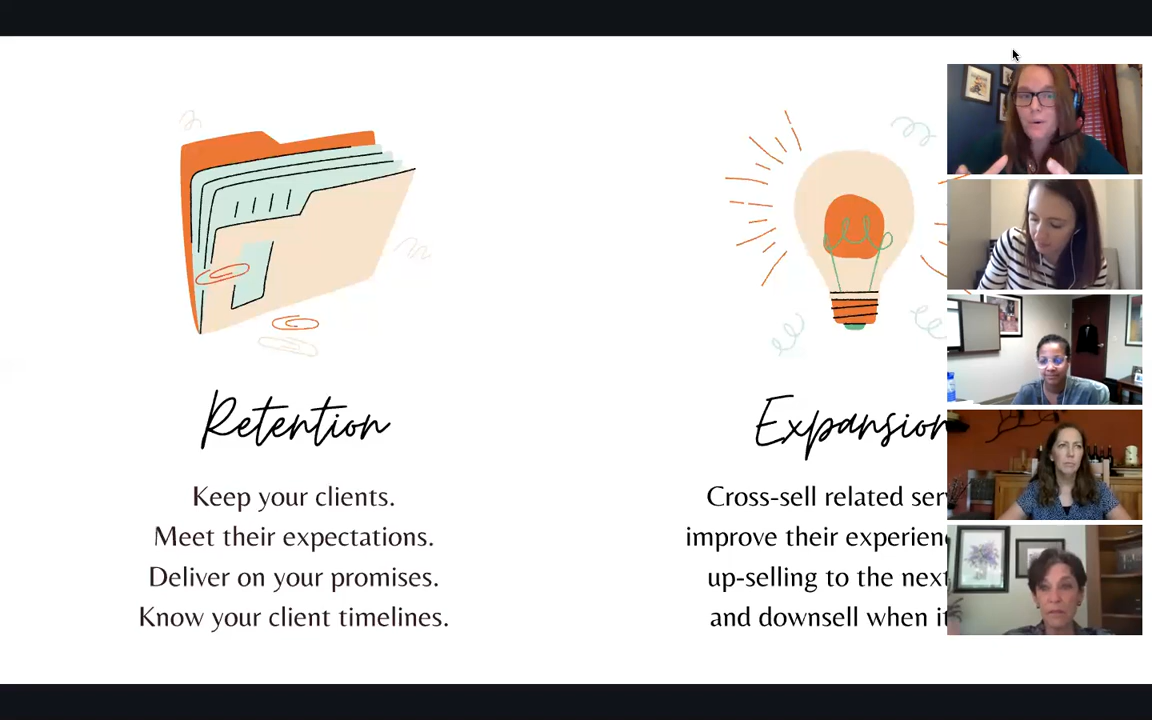 Retention
Keep your clients.
Meet their expectations.
Deliver on your promises.
Know your client timelines.
Expansion
Cross-sell related
improve their
up-selling to the next
and downsell when